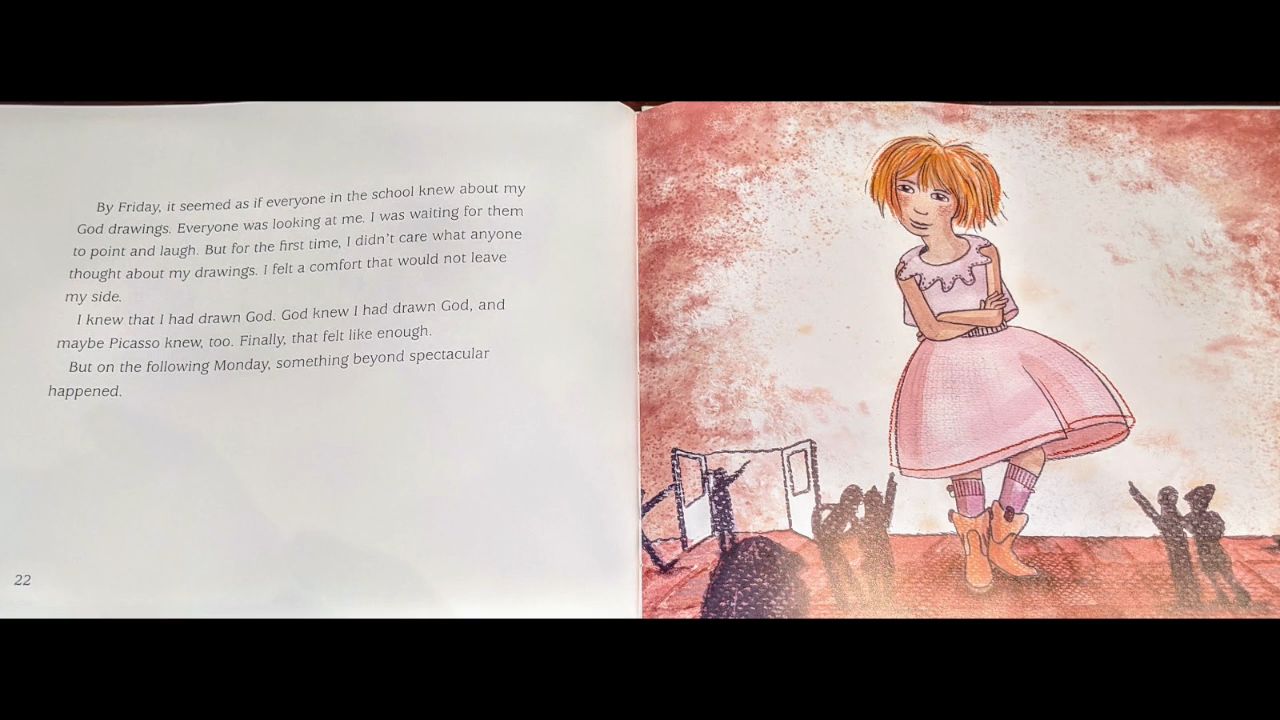 By Friday, it seemed as if everyone in the school knew about my
God drawings. Everyone was looking at me. I was waiting for them
to point and laugh. But for the first time, I didn't care what anyone
thought about my drawings. I felt a comfort that would not leave
my side.
I knew that I had drawn God. God knew I had drawn God, and
maybe Picasso knew, too. Finally, that felt like enough.
But on the following Monday, something beyond spectacular
happened.
22